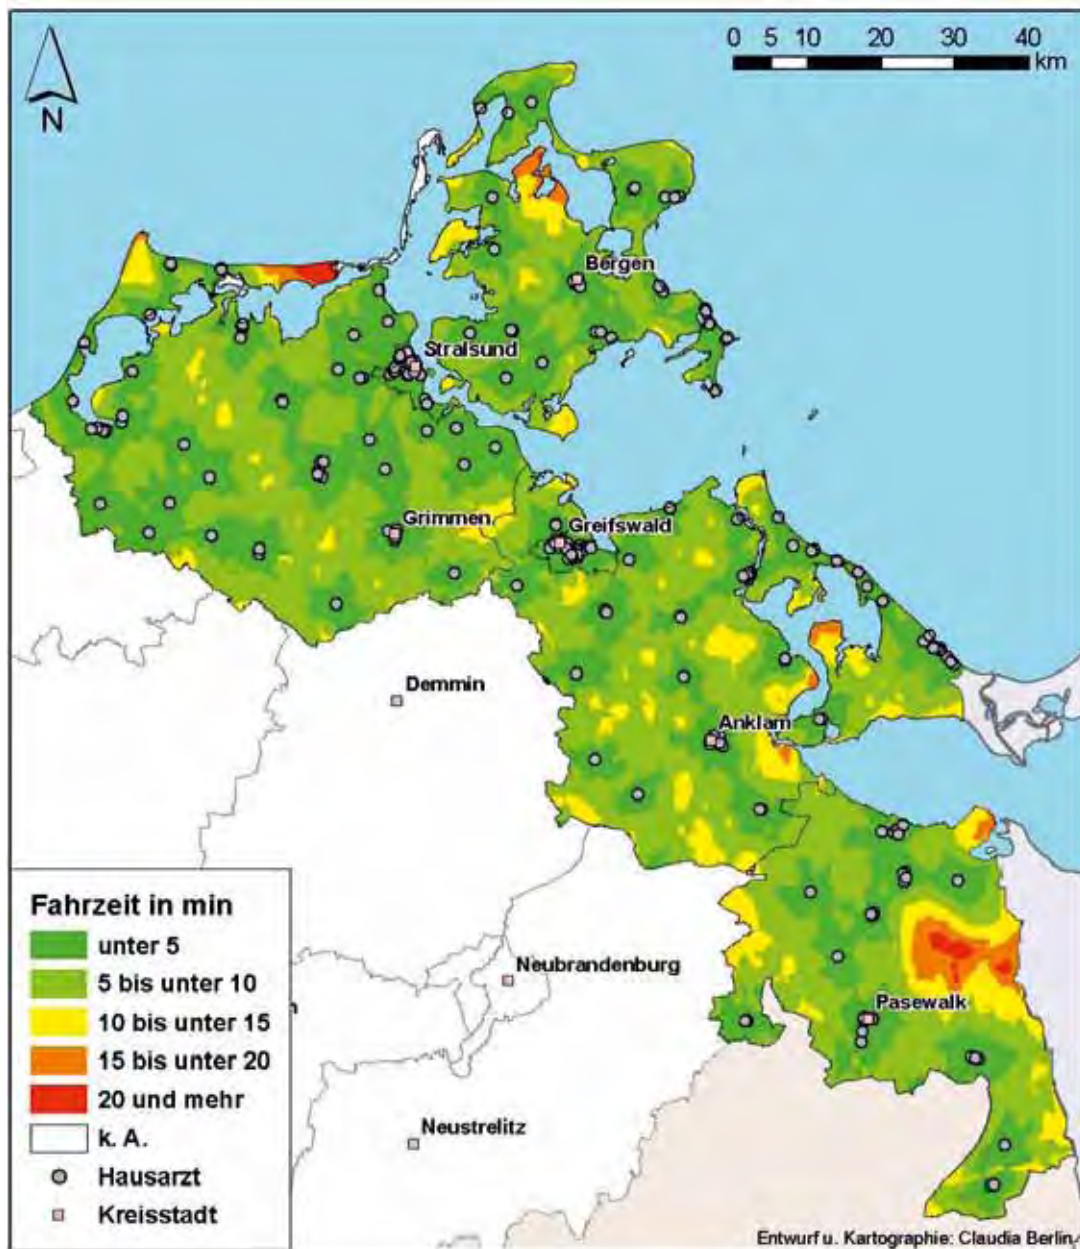 0 5 10 20 30 40
km
N
Bergen
Stralsund
Grimmen
Greifswald
Demmin
Anklam
Neubrandenburg
Pasewalk
Neustrelitz
Fahrzeit in min
unter 5
5 bis unter 10
10 bis unter 15
15 bis unter 20
20 und mehr
k. A.
Hausarzt
Kreisstadt
Entwurf u. Kartographie: Claudia Berlin